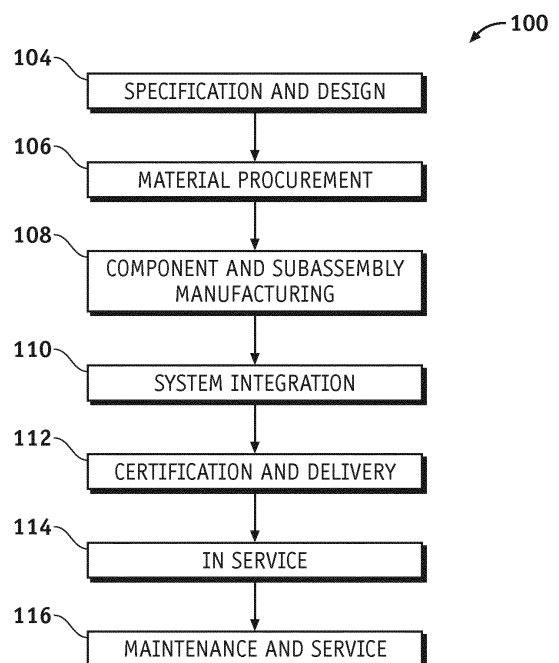 100
104
SPECIFICATION AND DESIGN
106
MATERIAL PROCUREMENT
108
COMPONENT AND SUBASSEMBLY
MANUFACTURING
110
SYSTEM INTEGRATION
112
CERTIFICATION AND DELIVERY
114
IN SERVICE
116
MAINTENANCE AND SERVICE